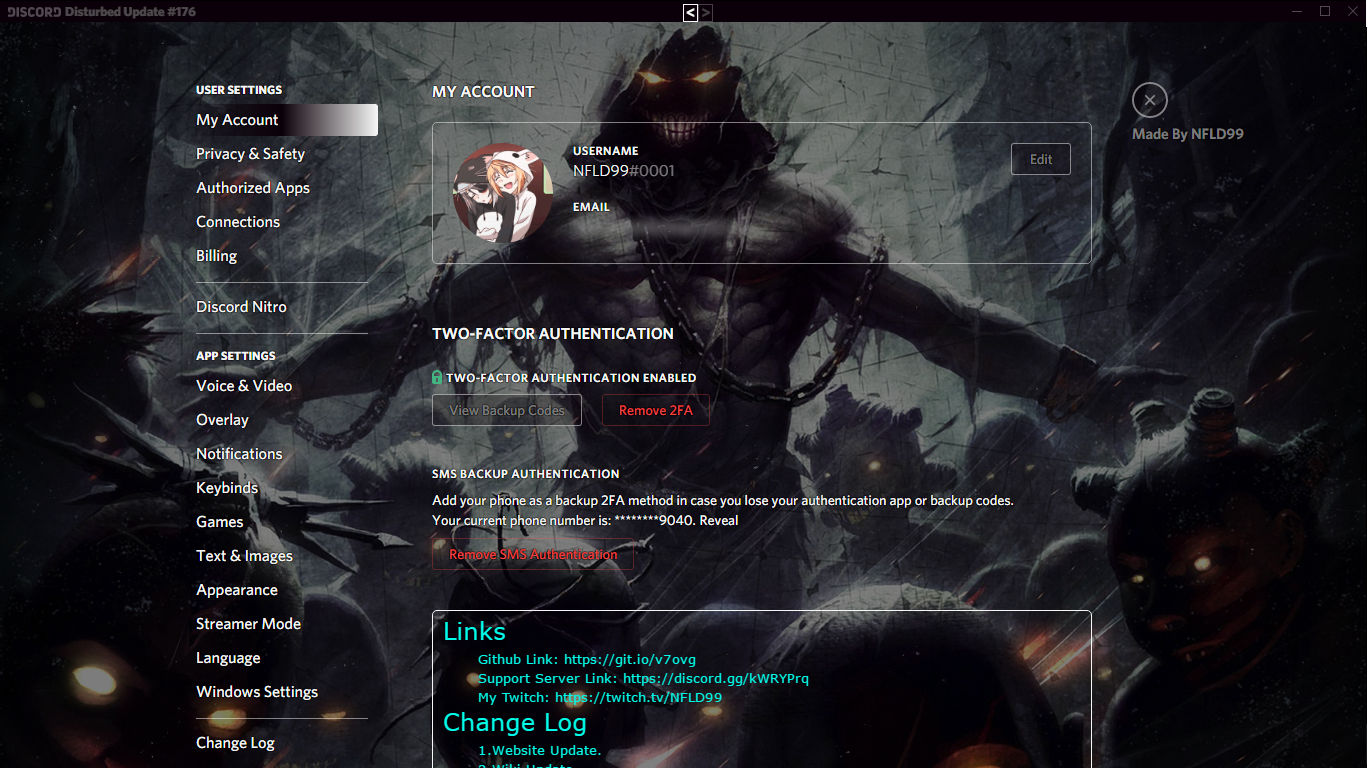 DISCORD Disturbed Update #176
< >
USER SETTINGS
My Account
Privacy & Safety
Authorized Apps
Connections
Billing
Discord Nitro
APP SETTINGS
Voice & Video
Overlay
Notifications
Keybinds
Games
Text & Images
Appearance
Streamer Mode
Language
Windows Settings
Change Log
MY ACCOUNT
USERNAME
NFLD99#0001
Edit
EMAIL
Made By NFLD99
TWO-FACTOR AUTHENTICATION
TWO-FACTOR AUTHENTICATION ENABLED
View Backup Codes
Remove 2FA
SMS BACKUP AUTHENTICATION
Add your phone as a backup 2FA method in case you lose your authentication app or backup codes.
Your current phone number is: ********9040. Reveal
Remove SMS Authentication
Links
Github Link: https://git.io/v7ovg
Support Server Link: https://discord.gg/kWRYPrq
My Twitch: https://twitch.tv/NFLD99
Change Log
1.Website Update.